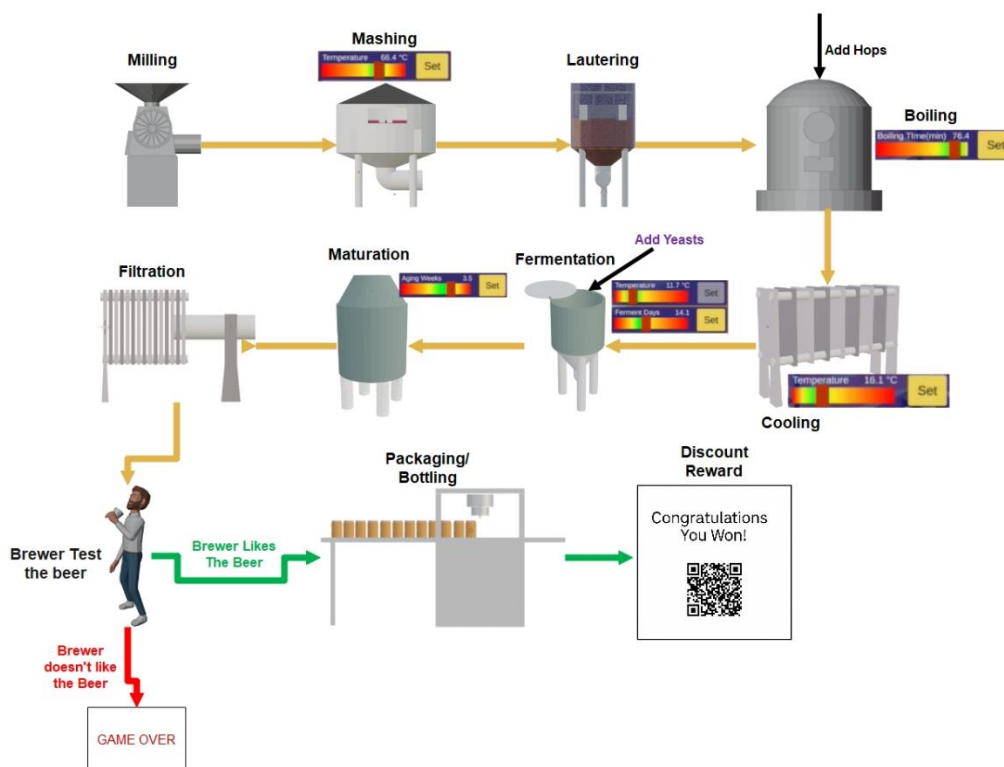 Milling
Mashing
Temperature 66.4 °C
Set
Lautering
Add Hops
Boiling
Boiling TIme(min) 76.4
Set
Filtration
Maturation
Aging Weeks 3.5
Set
Fermentation
Add Yeasts
Temperature 11.7 °C
Set
Ferment Days 14.1
Set
Temperature 16.1 °C
Set
Cooling
Brewer Test
the beer
Brewer Likes
The Beer
Packaging/
Bottling
Discount
Reward
Congratulations
You Won!
Brewer
doesn't like
the Beer
GAME OVER